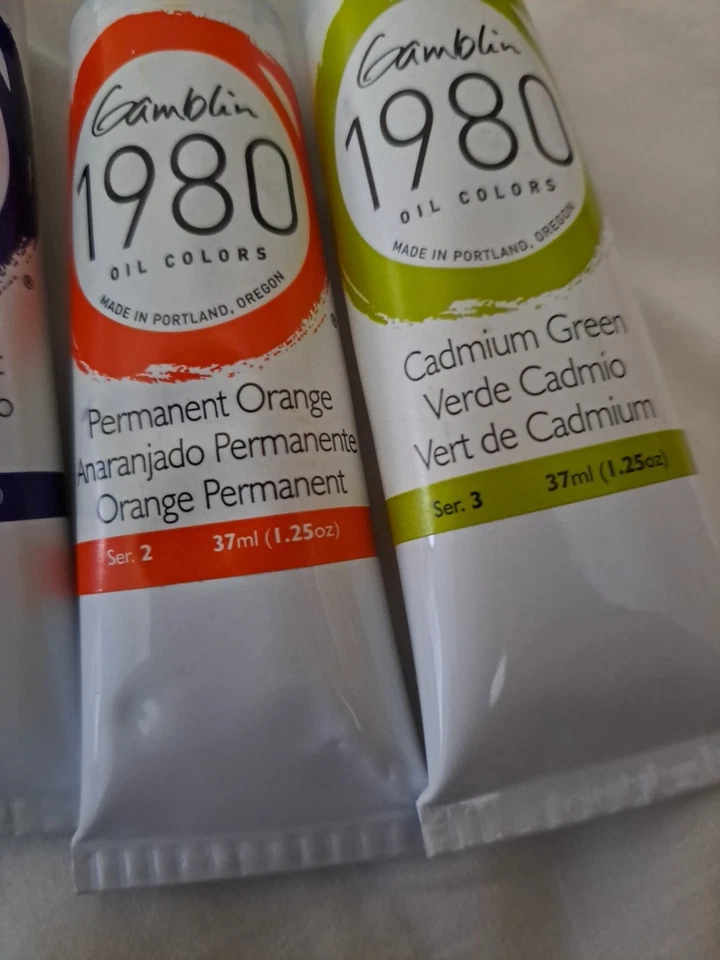 Gamblin
1980
OIL COLORS
MADE IN PORTLAND, OREGON
®
Permanent Orange
Anaranjado Permanente
Orange Permanent
Ser. 2 37ml (1.25oz)
Gamblin
1980
OIL COLORS
MADE IN PORTLAND, OREGON
Cadmium Green
Verde Cadmio
Vert de Cadmium
Ser. 3 37ml (1.25oz)
®